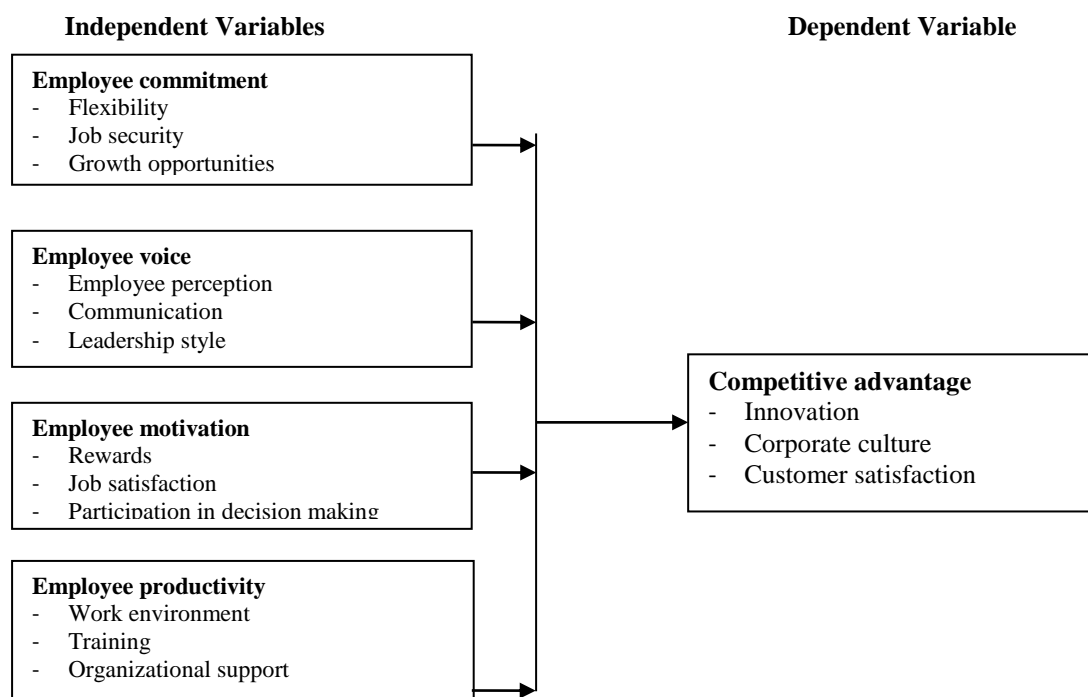 Independent Variables
Dependent Variable
Employee commitment
- Flexibility
- Job security
- Growth opportunities
Employee voice
- Employee perception
- Communication
- Leadership style
Employee motivation
- Rewards
- Job satisfaction
- Participation in decision making
Employee productivity
- Work environment
- Training
- Organizational support
Competitive advantage
- Innovation
- Corporate culture
- Customer satisfaction